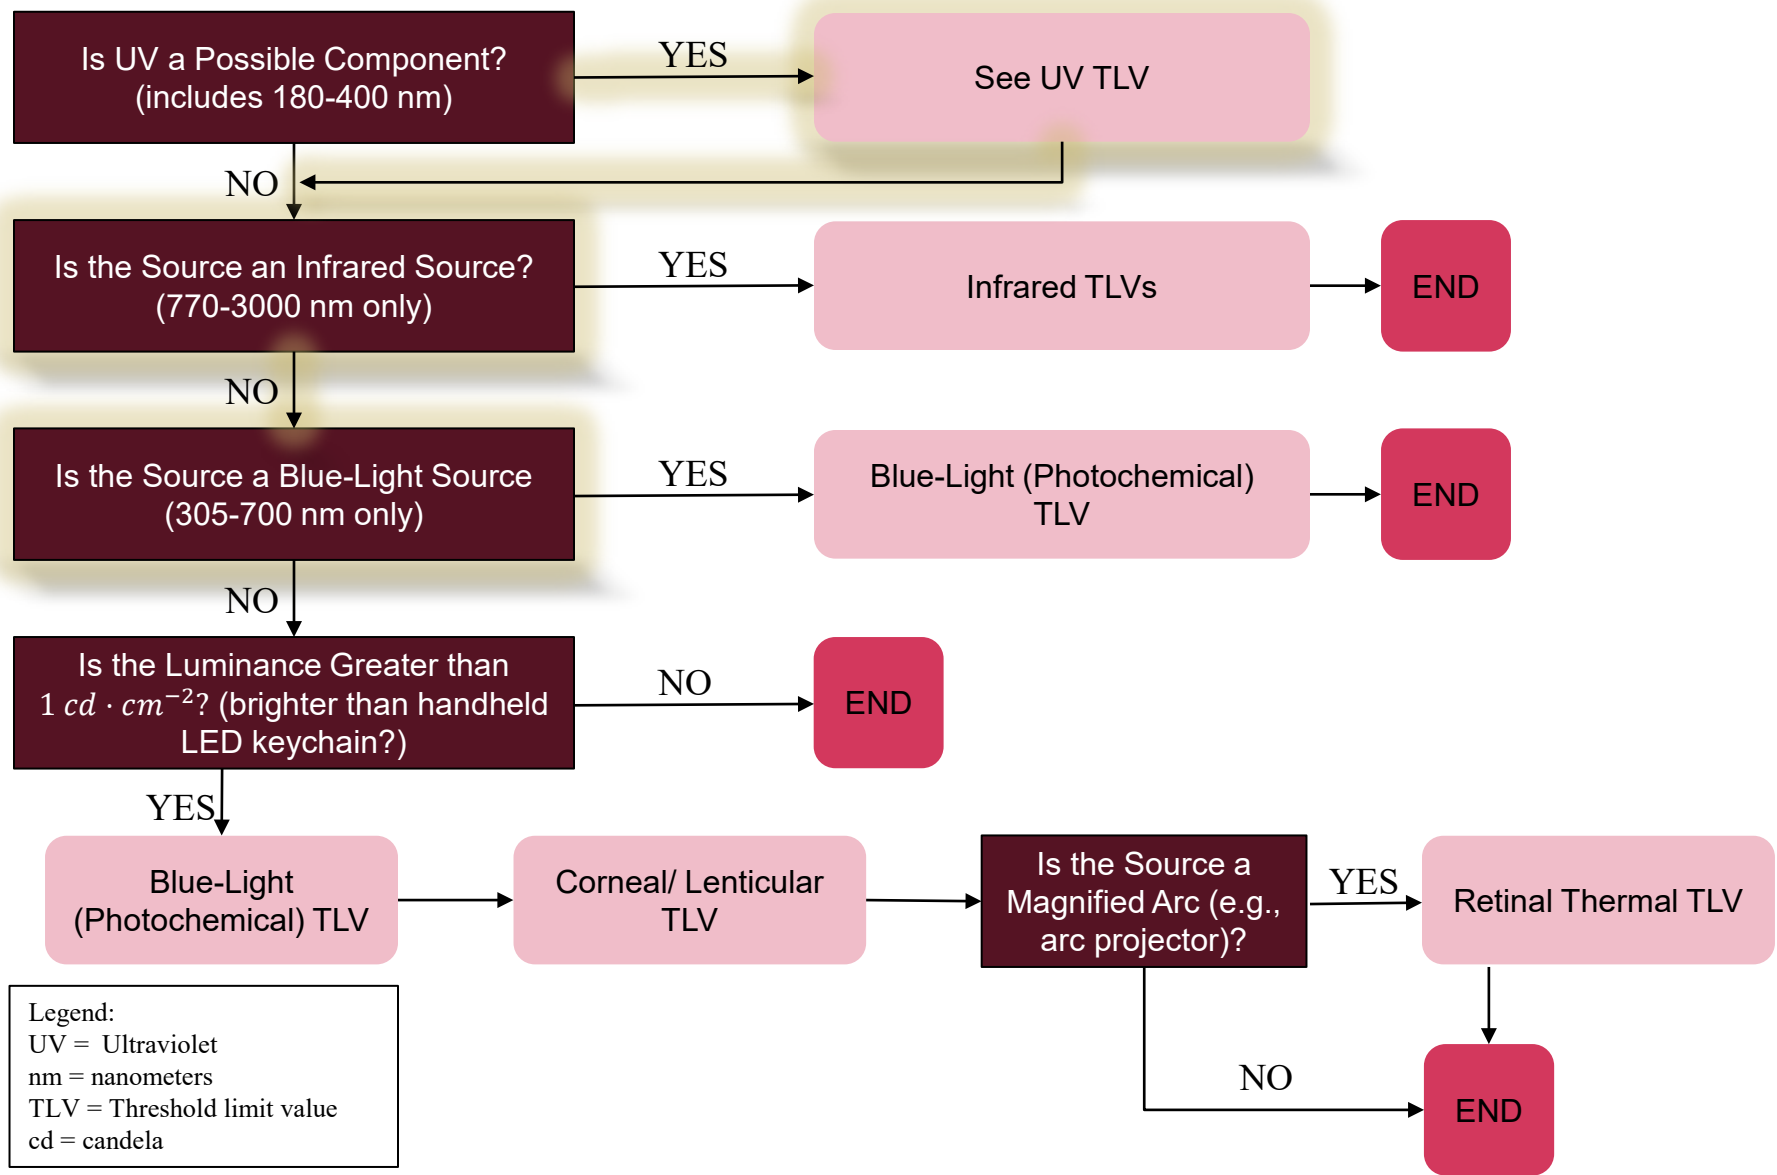 Is UV a Possible Component?
(includes 180-400 nm)
YES
See UV TLV
NO
Is the Source an Infrared Source?
(770-3000 nm only)
YES
Infrared TLVs
END
NO
Is the Source a Blue-Light Source
(305-700 nm only)
YES
Blue-Light (Photochemical)
TLV
END
NO
Is the Luminance Greater than
1 cd · cm⁻²? (brighter than handheld
LED keychain?)
NO
END
YES
Blue-Light
(Photochemical) TLV
Corneal/ Lenticular
TLV
Is the Source a
Magnified Arc (e.g.,
arc projector)?
YES
Retinal Thermal TLV
NO
END
Legend:
UV = Ultraviolet
nm = nanometers
TLV = Threshold limit value
cd = candela